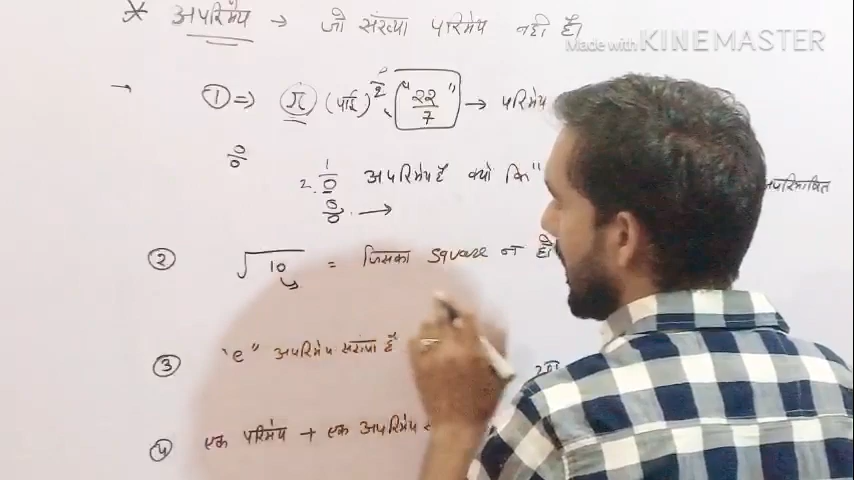 * अपरिमेय → जो संख्या परिमेय नहीं है।
Made with KINEMASTER
→ ① => π (पाई) "22/7" → परिमेय
0/0
2. 1/0 अपरिमेय है क्यों कि" अपरिभाषित
0/0. →
② √10 = जिसका square न हो
③ "e" अपरिमेय संख्या है
④ एक परिमेय + एक अपरिमेय